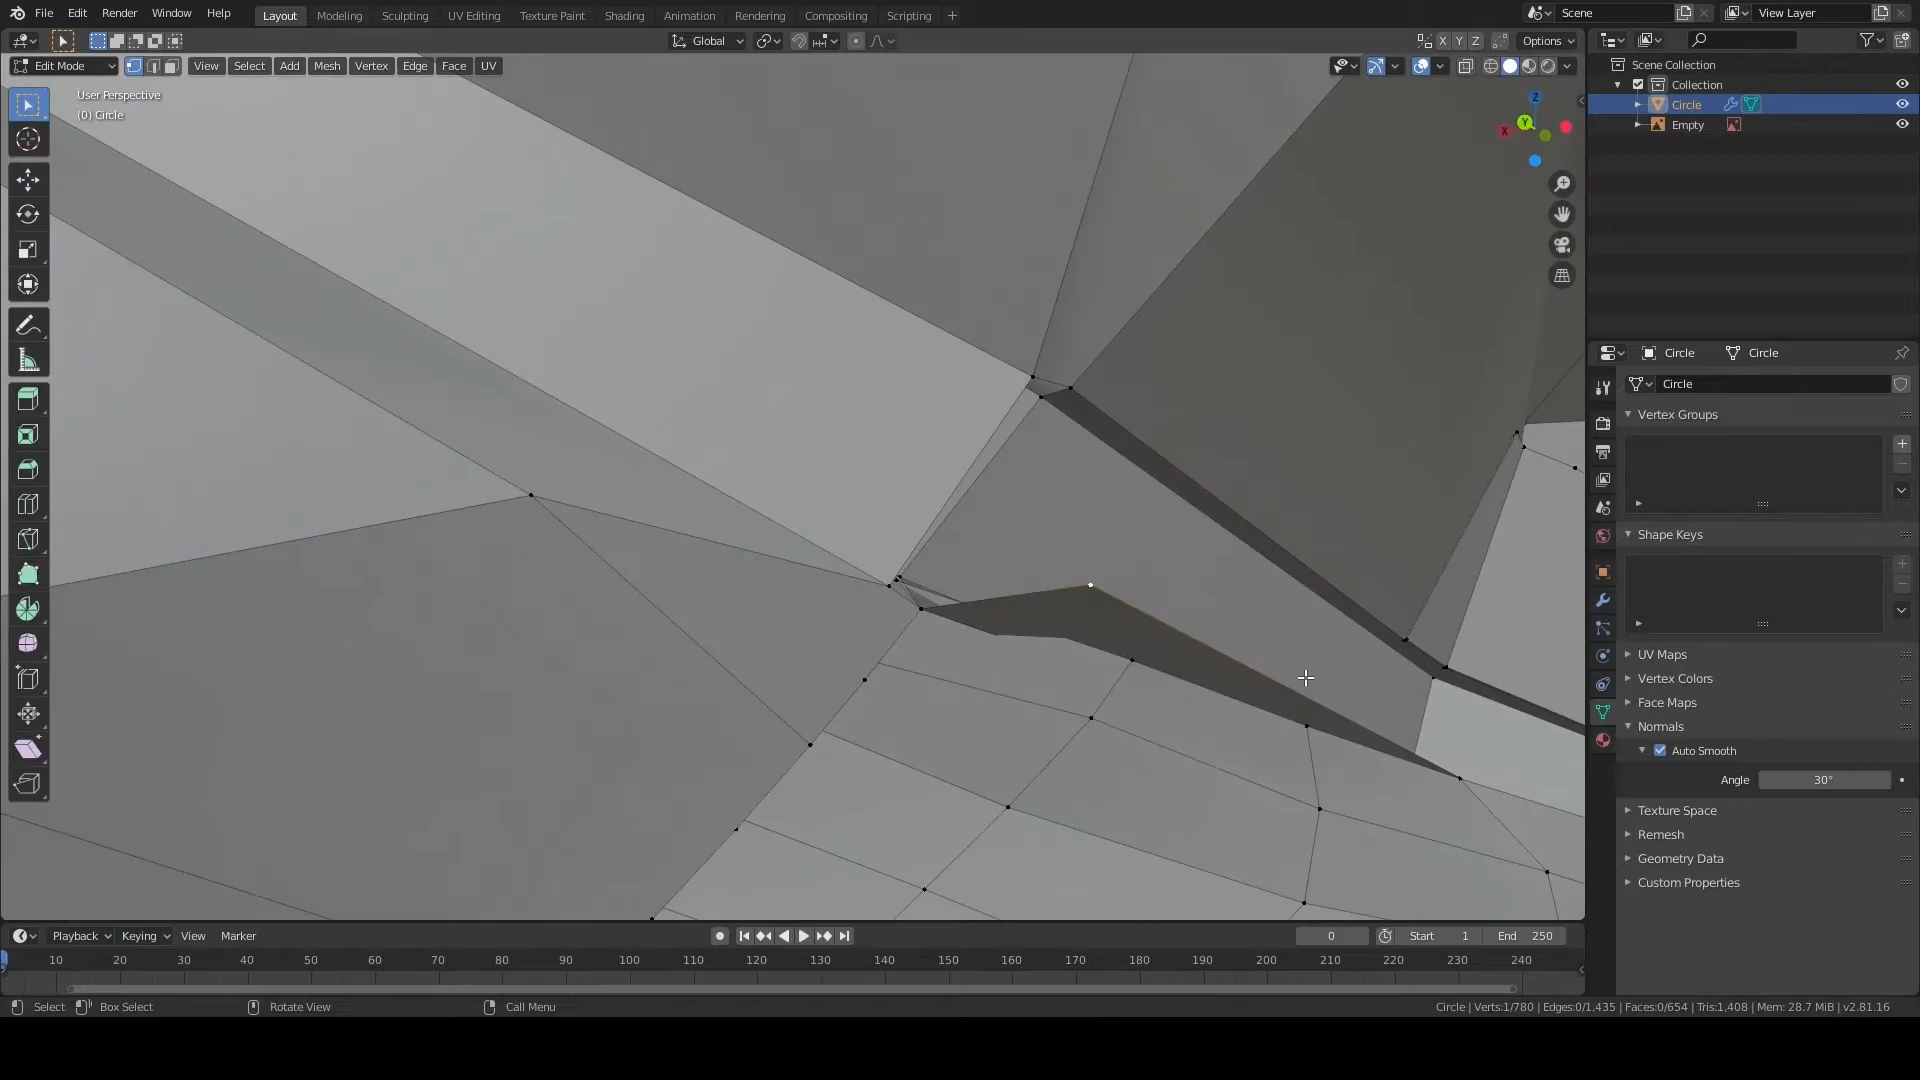 File Edit Render Window Help Layout Modeling Sculpting UV Editing Texture Paint Shading Animation Rendering Compositing Scripting + Scene View Layer
Global X Y Z Options
Edit Mode View Select Add Mesh Vertex Edge Face UV
User Perspective
(0) Circle
Z
Y
X
Scene Collection
Collection
Circle
Empty
Circle Circle
Circle
Vertex Groups
Shape Keys
UV Maps
Vertex Colors
Face Maps
Normals
Auto Smooth
Angle 30°
Texture Space
Remesh
Geometry Data
Custom Properties
Playback Keying View Marker 0 Start 1 End 250
10 20 30 40 50 60 70 80 90 100 110 120 130 140 150 160 170 180 190 200 210 220 230 240
Select Box Select Rotate View Call Menu Circle | Verts:1/780 | Edges:0/1,435 | Faces:0/654 | Tris:1,408 | Mem: 28.7 MiB | v2.81.16